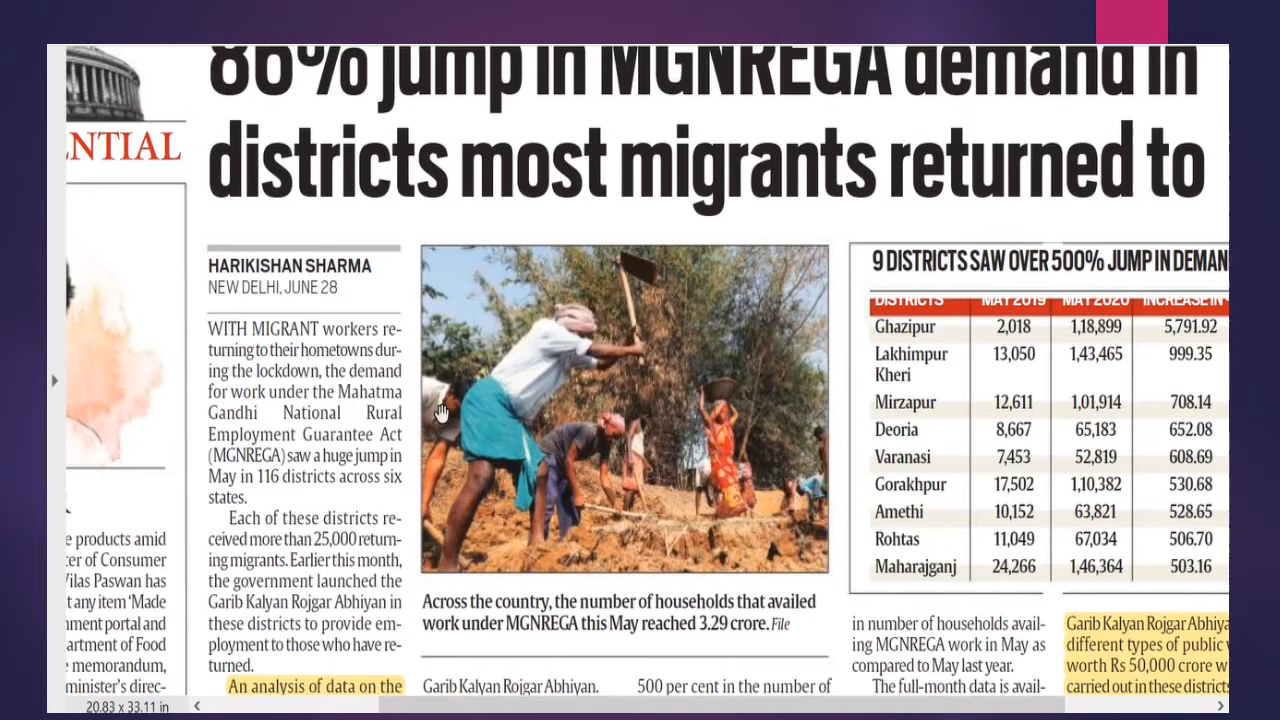 86% jump in MGNREGA demand in
districts most migrants returned to
NTIAL
HARIKISHAN SHARMA
NEW DELHI, JUNE 28
WITH MIGRANT workers re-
turning to their hometowns dur-
ing the lockdown, the demand
for work under the Mahatma
Gandhi National Rural
Employment Guarantee Act
(MGNREGA) saw a huge jump in
May in 116 districts across six
states.
Each of these districts re-
ceived more than 25,000 return-
ing migrants. Earlier this month,
the government launched the
Garib Kalyan Rojgar Abhiyan in
these districts to provide em-
ployment to those who have re-
turned.
An analysis of data on the
Across the country, the number of households that availed
work under MGNREGA this May reached 3.29 crore. File
Garib Kalyan Rojgar Abhiyan.
500 per cent in the number of
9 DISTRICTS SAW OVER 500% JUMP IN DEMAN
DISTRICTS MAY 2019 MAY 2020 INCREASE IN
Ghazipur 2,018 1,18,899 5,791.92
Lakhimpur 13,050 1,43,465 999.35
Kheri
Mirzapur 12,611 1,01,914 708.14
Deoria 8,667 65,183 652.08
Varanasi 7,453 52,819 608.69
Gorakhpur 17,502 1,10,382 530.68
Amethi 10,152 63,821 528.65
Rohtas 11,049 67,034 506.70
Maharajganj 24,266 1,46,364 503.16
in number of households avail-
ing MGNREGA work in May as
compared to May last year.
The full-month data is avail-
Garib Kalyan Rojgar Abhiya
different types of public
worth Rs 50,000 crore w
carried out in these districts
e products amid
ter of Consumer
Vilas Paswan has
t any item 'Made
nment portal and
artment of Food
e memorandum,
minister's direc-
20.83 x 33.11 in